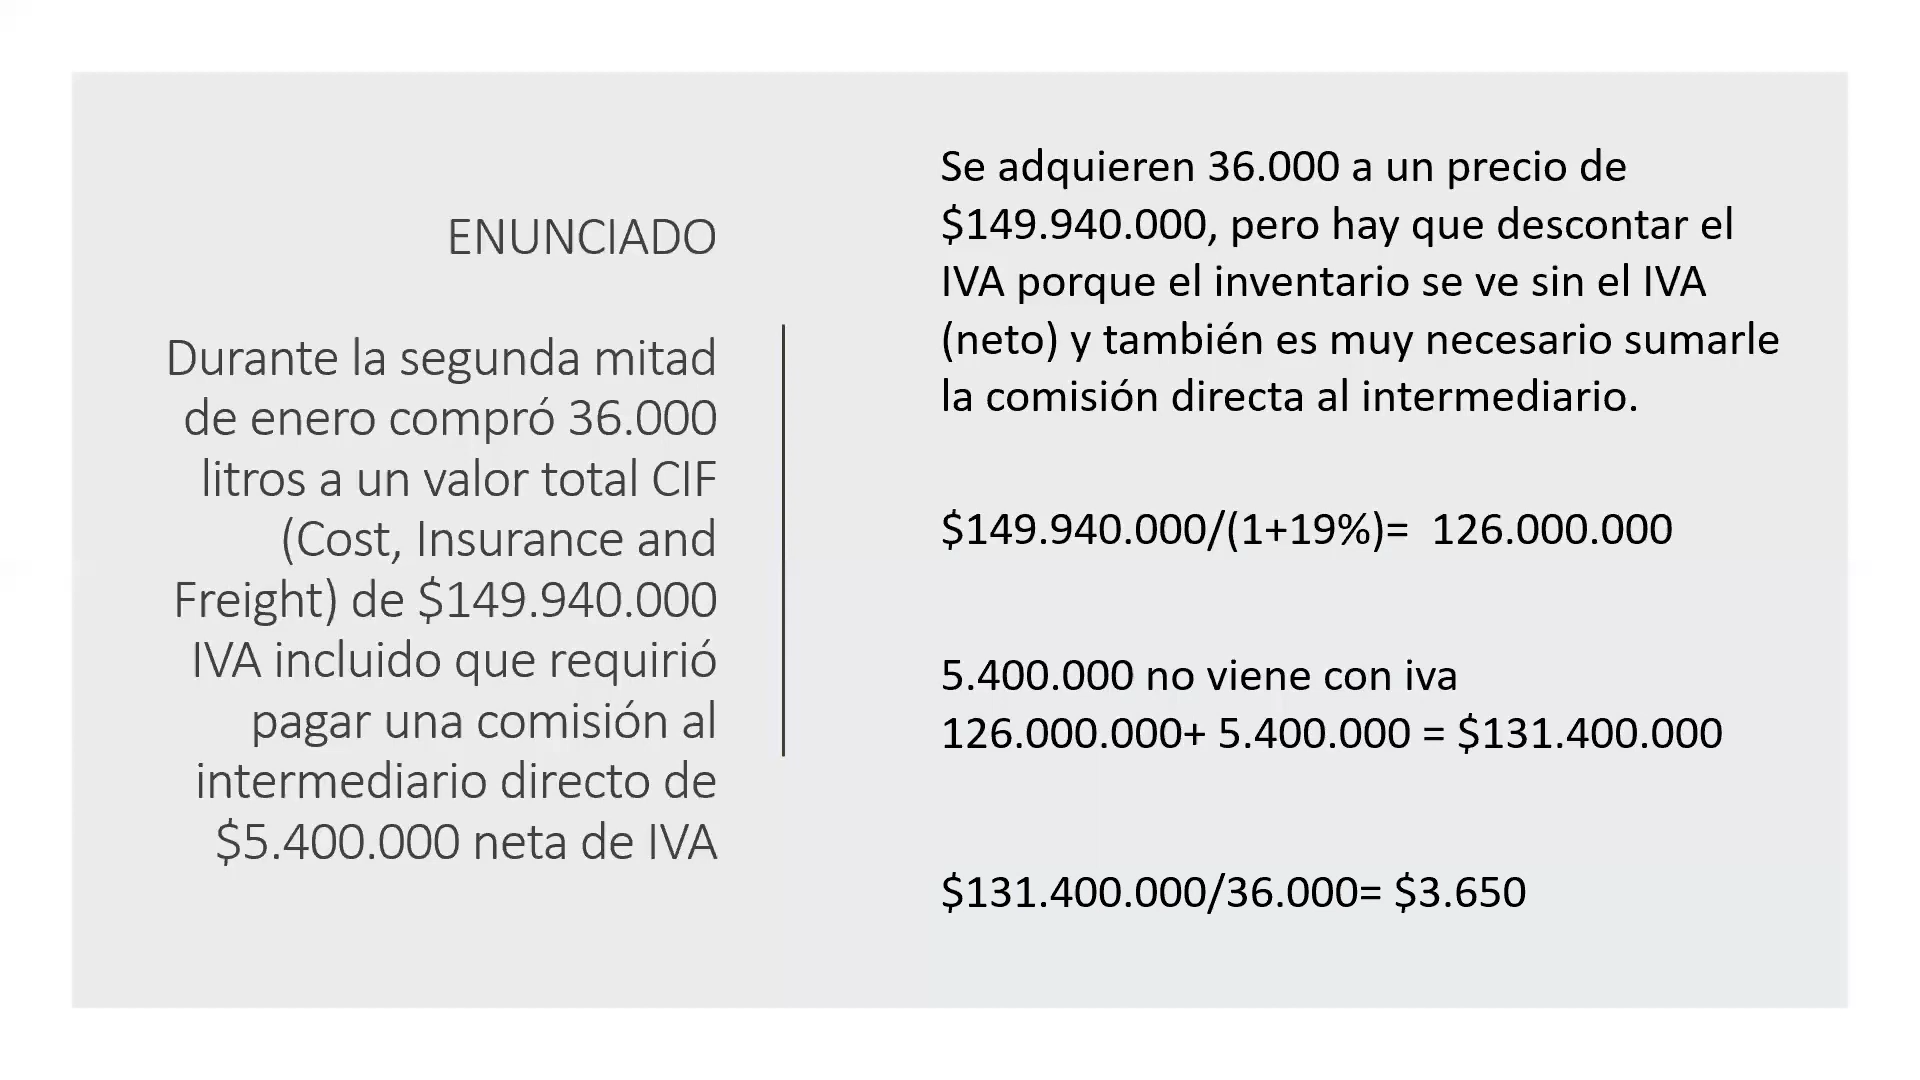 ENUNCIADO
Durante la segunda mitad
de enero compró 36.000
litros a un valor total CIF
(Cost, Insurance and
Freight) de $149.940.000
IVA incluido que requirió
pagar una comisión al
intermediario directo de
$5.400.000 neta de IVA
Se adquieren 36.000 a un precio de
$149.940.000, pero hay que descontar el
IVA porque el inventario se ve sin el IVA
(neto) y también es muy necesario sumarle
la comisión directa al intermediario.
$149.940.000/(1+19%)= 126.000.000
5.400.000 no viene con iva
126.000.000+ 5.400.000 = $131.400.000
$131.400.000/36.000= $3.650